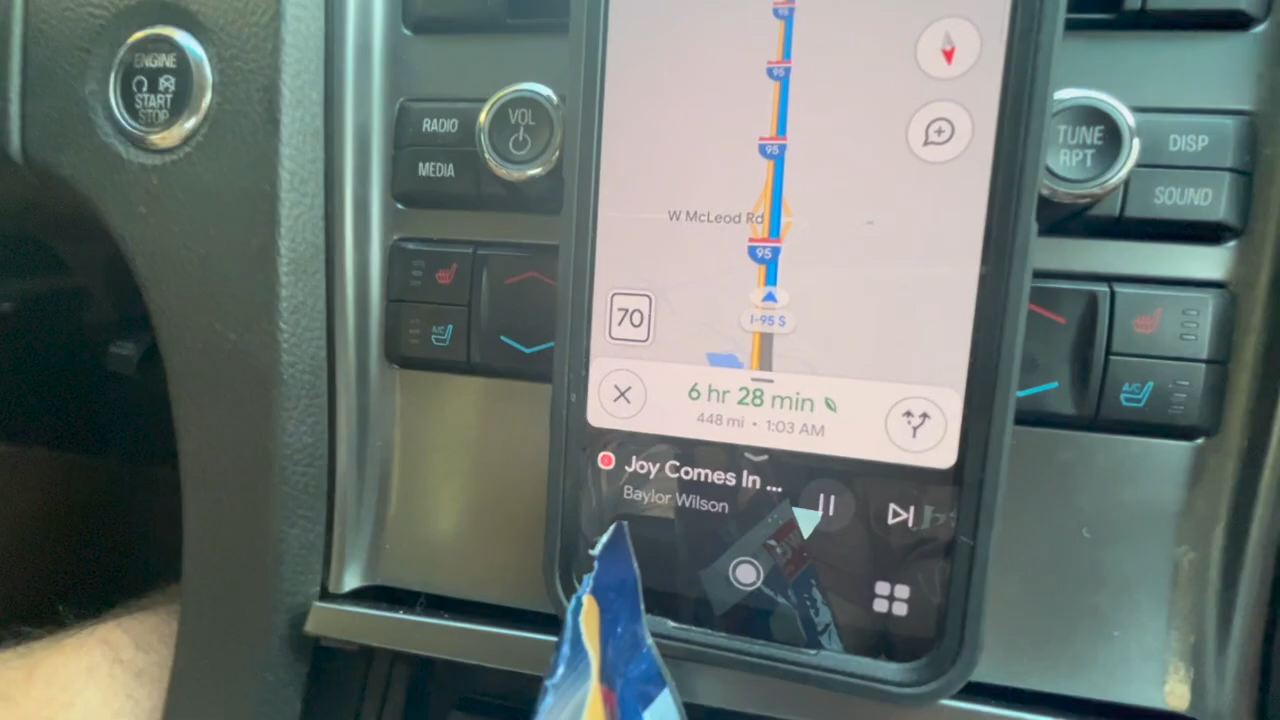 ENGINE
START
STOP
RADIO
MEDIA
VOL
TUNE
RPT
DISP
SOUND
A/C
A/C
95
95
95
W McLeod Rd
95
70
I-95 S
6 hr 28 min
448 mi • 1:03 AM
Joy Comes In ...
Baylor Wilson